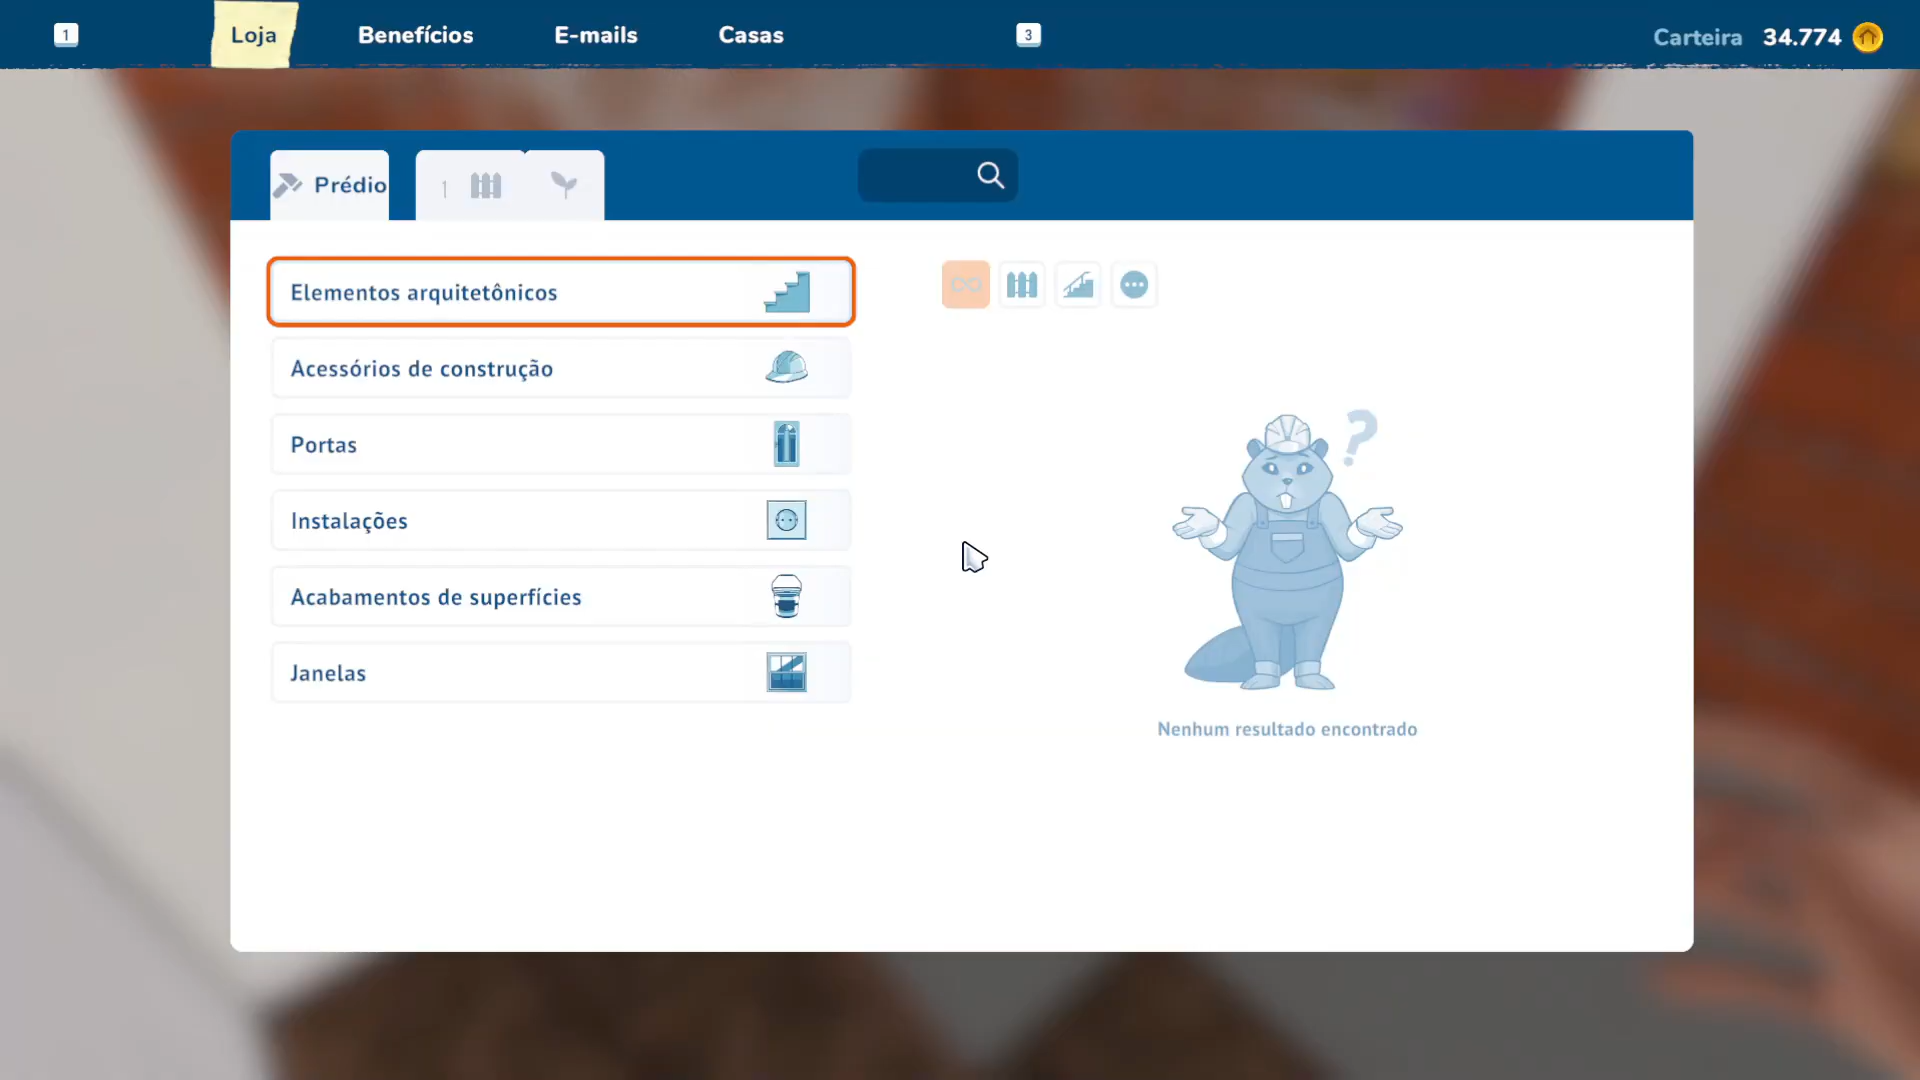 1
Loja
Benefícios
E-mails
Casas
3
Carteira 34.774
Prédio
1
Elementos arquitetônicos
Acessórios de construção
Portas
Instalações
Acabamentos de superfícies
Janelas
?
Nenhum resultado encontrado